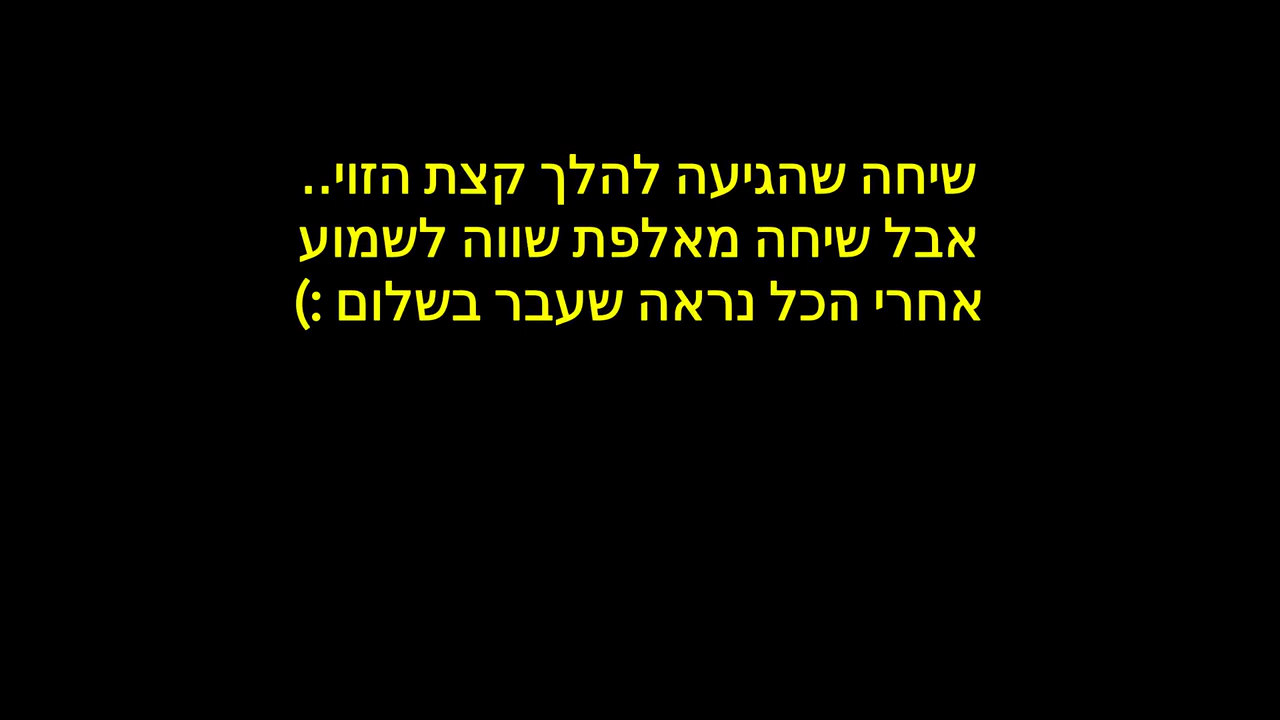 שיחה שהגיעה להלך קצת הזוי..
אבל שיחה מאלפת שווה לשמוע
אחרי הכל נראה שעבר בשלום :)